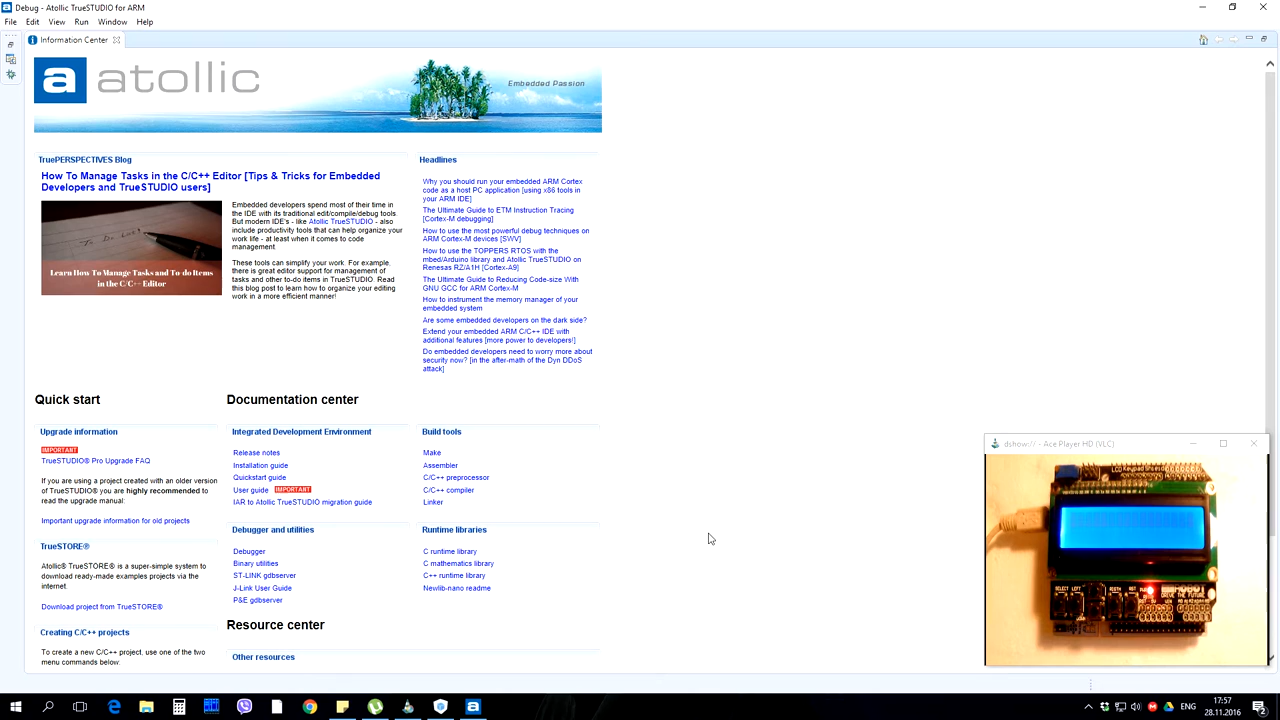 Debug - Atollic TrueSTUDIO for ARM
File Edit View Run Window Help
Information Center
a atollic
Embedded Passion
TruePERSPECTIVES Blog
How To Manage Tasks in the C/C++ Editor [Tips & Tricks for Embedded
Developers and TrueSTUDIO users]
To Do List
Learn How To Manage Tasks and To-do Items
in the C/C++ Editor
Embedded developers spend most of their time in
the IDE with its traditional edit/compile/debug tools.
But modern IDE's - like Atollic TrueSTUDIO - also
include productivity tools that can help organize your
work life - at least when it comes to code
management.
These tools can simplify your work. For example,
there is great editor support for management of
tasks and other to-do items in TrueSTUDIO. Read
this blog post to learn how to organize your editing
work in a more efficient manner!
Headlines
Why you should run your embedded ARM Cortex
code as a host PC application [using x86 tools in
your ARM IDE]
The Ultimate Guide to ETM Instruction Tracing
[Cortex-M debugging]
How to use the most powerful debug techniques on
ARM Cortex-M devices [SWV]
How to use the TOPPERS RTOS with the
mbed/Arduino library and Atollic TrueSTUDIO on
Renesas RZ/A1H [Cortex-A9]
The Ultimate Guide to Reducing Code-size With
GNU GCC for ARM Cortex-M
How to instrument the memory manager of your
embedded system
Are some embedded developers on the dark side?
Extend your embedded ARM C/C++ IDE with
additional features [more power to developers!]
Do embedded developers need to worry more about
security now? [in the after-math of the Dyn DDoS
attack]
Quick start
Upgrade information
IMPORTANT
TrueSTUDIO® Pro Upgrade FAQ
If you are using a project created with an older version
of TrueSTUDIO® you are highly recommended to
read the upgrade manual:
Important upgrade information for old projects
TrueSTORE®
Atollic® TrueSTORE® is a super-simple system to
download ready-made examples projects via the
internet.
Download project from TrueSTORE®
Creating C/C++ projects
To create a new C/C++ project, use one of the two
menu commands below:
Documentation center
Integrated Development Environment
Release notes
Installation guide
Quickstart guide
User guide IMPORTANT
IAR to Atollic TrueSTUDIO migration guide
Build tools
Make
Assembler
C/C++ preprocessor
C/C++ compiler
Linker
Debugger and utilities
Debugger
Binary utilities
ST-LINK gdbserver
J-Link User Guide
P&E gdbserver
Runtime libraries
C runtime library
C mathematics library
C++ runtime library
Newlib-nano readme
Resource center
Other resources
dshow:// - Ace Player HD (VLC)
LCD Keypad Shield
SELECT LEFT
ENG
17:57
28.11.2016
2